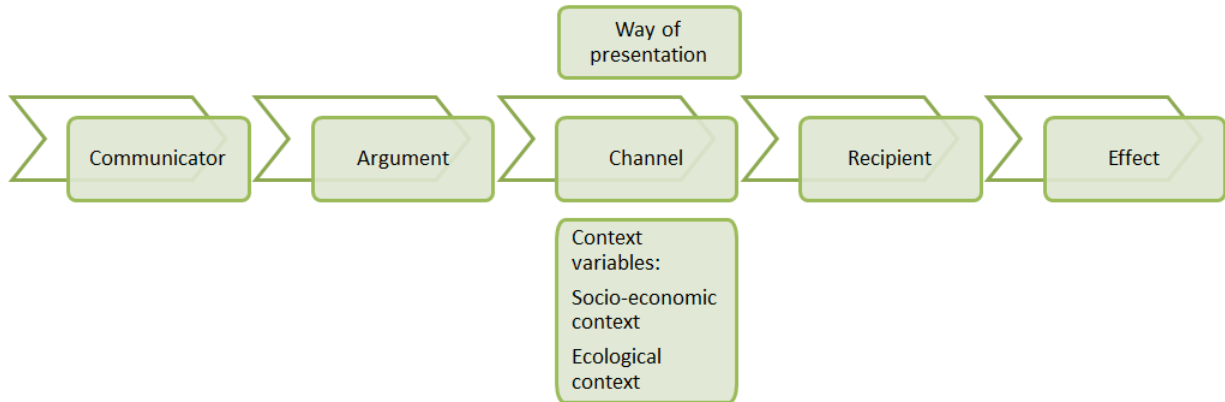 Way of
presentation
Communicator
Argument
Channel
Recipient
Effect
Context
variables:
Socio-economic
context
Ecological
context